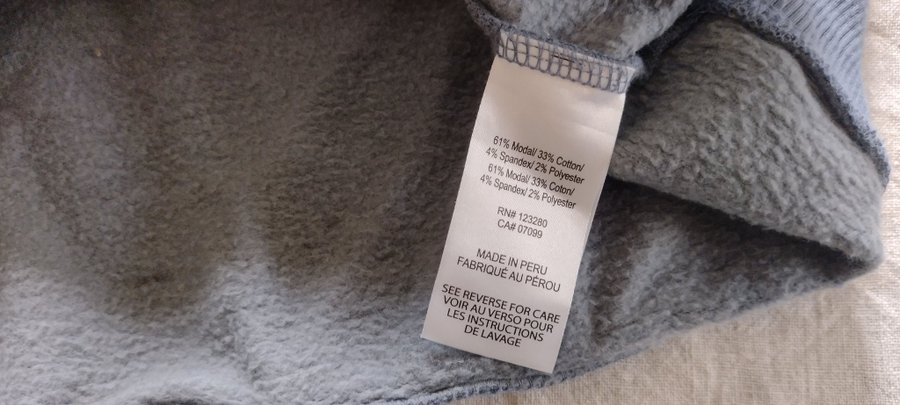 61% Modal/ 33% Cotton/
4% Spandex/ 2% Polyester
61% Modal/ 33% Coton/
4% Spandex/ 2% Polyester
RN# 123280
CA# 07099
MADE IN PERU
FABRIQUÉ AU PÉROU
SEE REVERSE FOR CARE
VOIR AU VERSO POUR
LES INSTRUCTIONS
DE LAVAGE